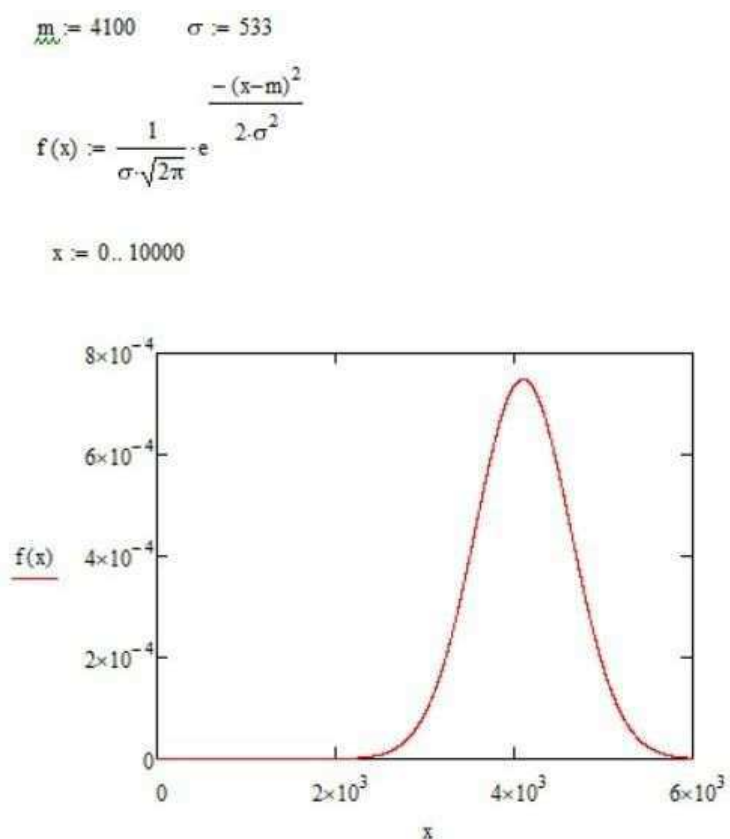 m := 4100 σ := 533
f(x) := 1/(σ·√2π)·e^(−(x−m)²/(2·σ²))
x := 0.. 10000
8×10⁻⁴
6×10⁻⁴
f(x) 4×10⁻⁴
2×10⁻⁴
0
0 2×10³ 4×10³ 6×10³
x